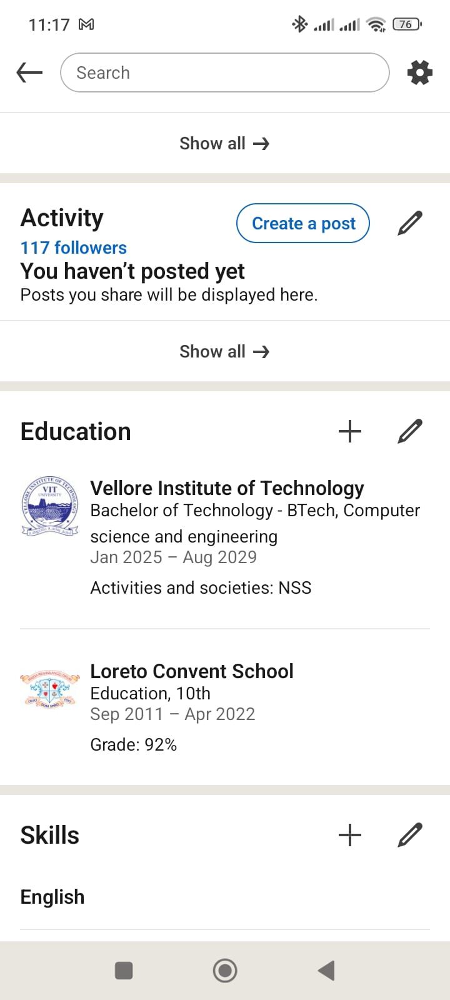 11:17
76
Search
Show all
Activity
Create a post
117 followers
You haven't posted yet
Posts you share will be displayed here.
Show all
Education
VIT
UNIVERSITY
Vellore Institute of Technology
Bachelor of Technology - BTech, Computer
science and engineering
Jan 2025 – Aug 2029
Activities and societies: NSS
Loreto Convent School
Education, 10th
Sep 2011 – Apr 2022
Grade: 92%
Skills
English